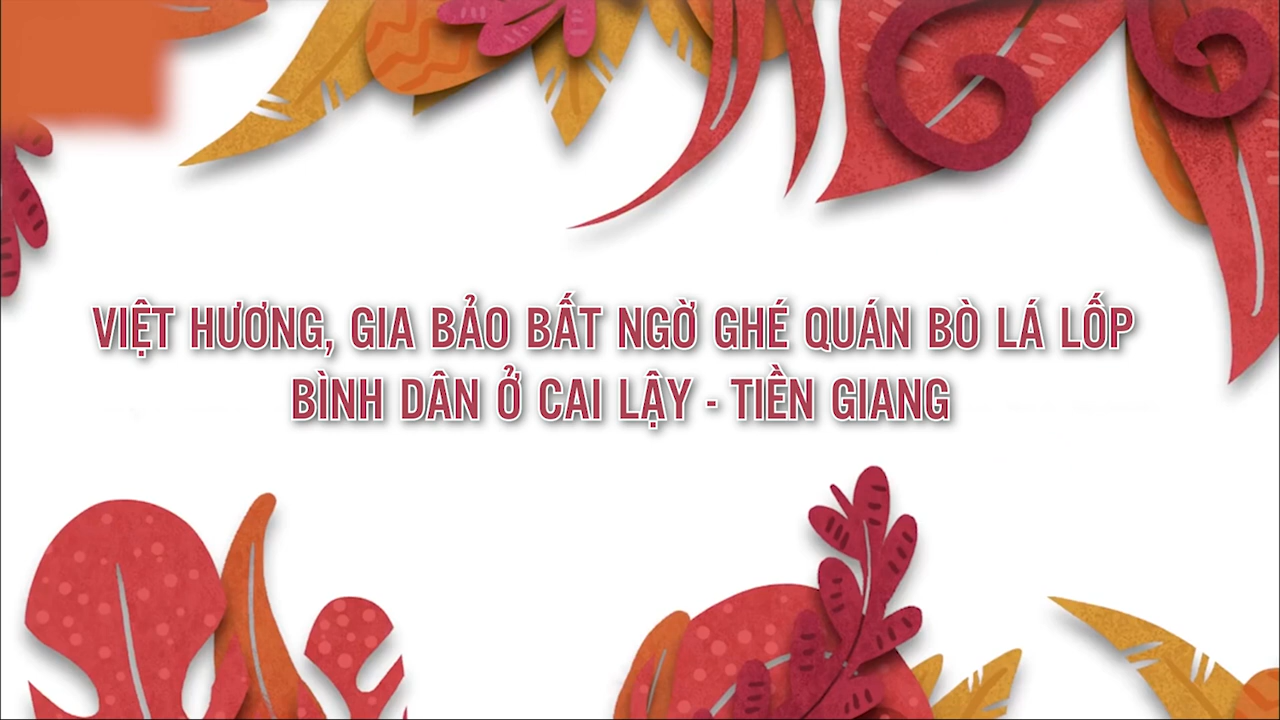 VIỆT HƯƠNG, GIA BẢO BẤT NGỜ GHÉ QUÁN BÒ LÁ LỐP
BÌNH DÂN Ở CAI LẬY - TIỀN GIANG